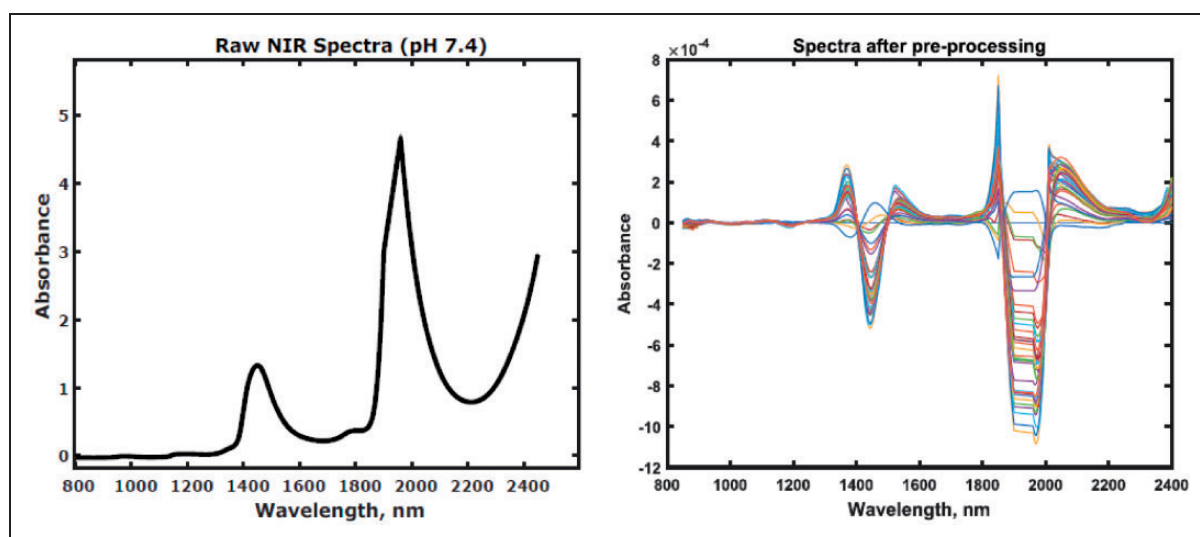 Raw NIR Spectra (pH 7.4)
Absorbance
5
4
3
2
1
0
800 1000 1200 1400 1600 1800 2000 2200 2400
Wavelength, nm
Spectra after pre-processing
×10⁻⁴
Absorbance
8
6
4
2
0
-2
-4
-6
-8
-10
-12
800 1000 1200 1400 1600 1800 2000 2200 2400
Wavelength, nm